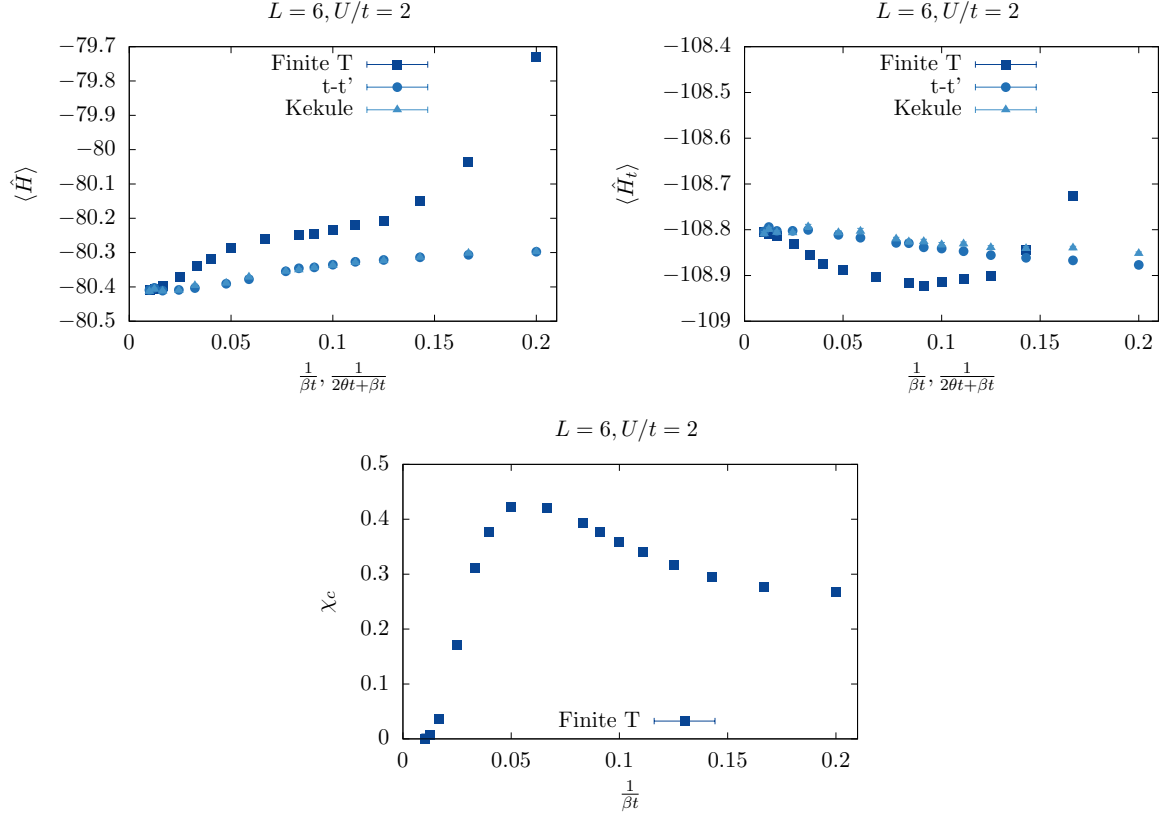 L = 6, U/t = 2
⟨Ĥ⟩
−79.7
−79.8
−79.9
−80
−80.1
−80.2
−80.3
−80.4
−80.5
Finite T
t-t'
Kekule
0 0.05 0.1 0.15 0.2
1/βt, 1/(2θt+βt)
L = 6, U/t = 2
⟨Ĥₜ⟩
−108.4
−108.5
−108.6
−108.7
−108.8
−108.9
−109
Finite T
t-t'
Kekule
0 0.05 0.1 0.15 0.2
1/βt, 1/(2θt+βt)
L = 6, U/t = 2
χc
0.5
0.4
0.3
0.2
0.1
0
Finite T
0 0.05 0.1 0.15 0.2
1/βt